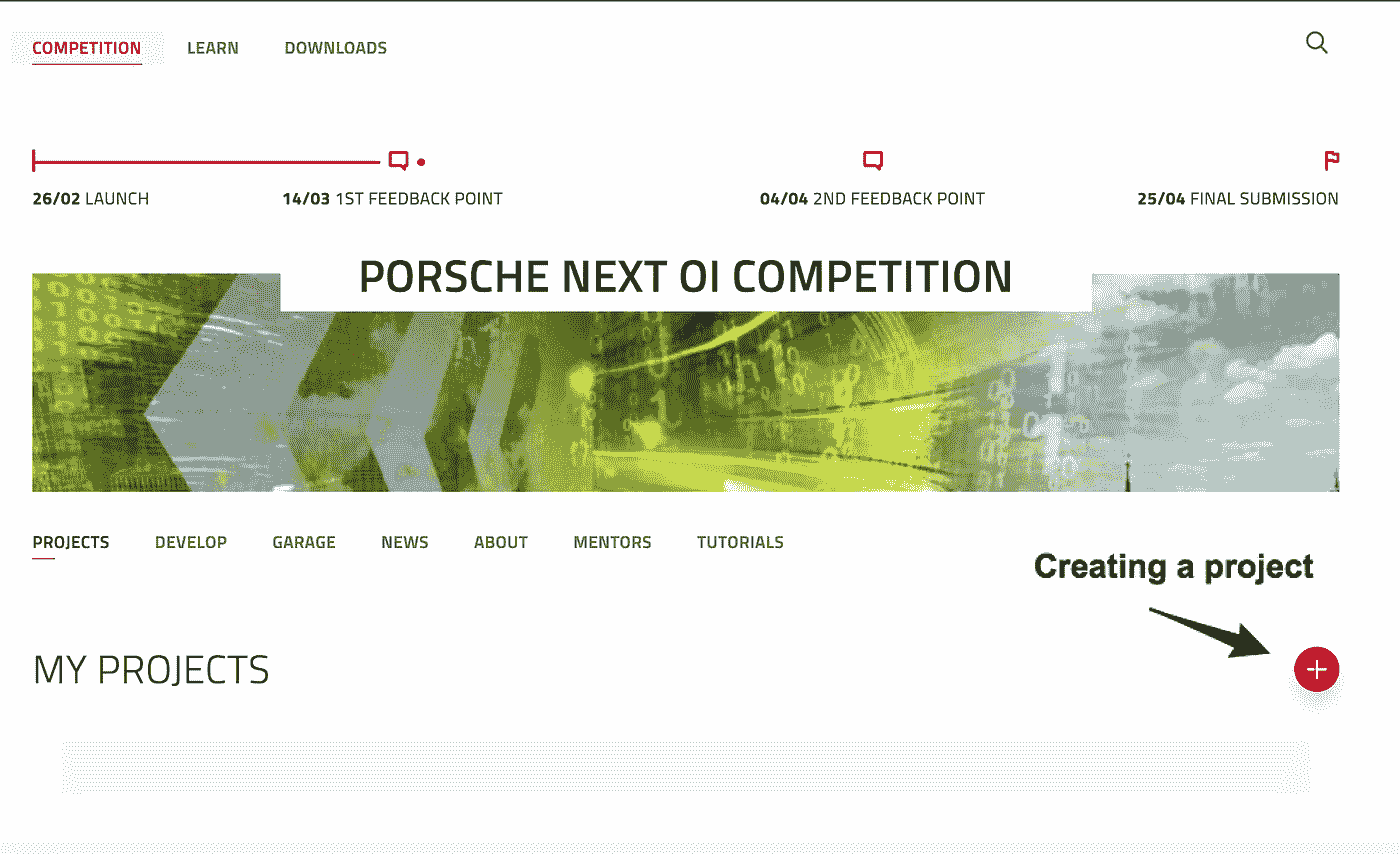 COMPETITION LEARN DOWNLOADS
26/02 LAUNCH 14/03 1ST FEEDBACK POINT 04/04 2ND FEEDBACK POINT 25/04 FINAL SUBMISSION
PORSCHE NEXT OI COMPETITION
PROJECTS DEVELOP GARAGE NEWS ABOUT MENTORS TUTORIALS
Creating a project
MY PROJECTS